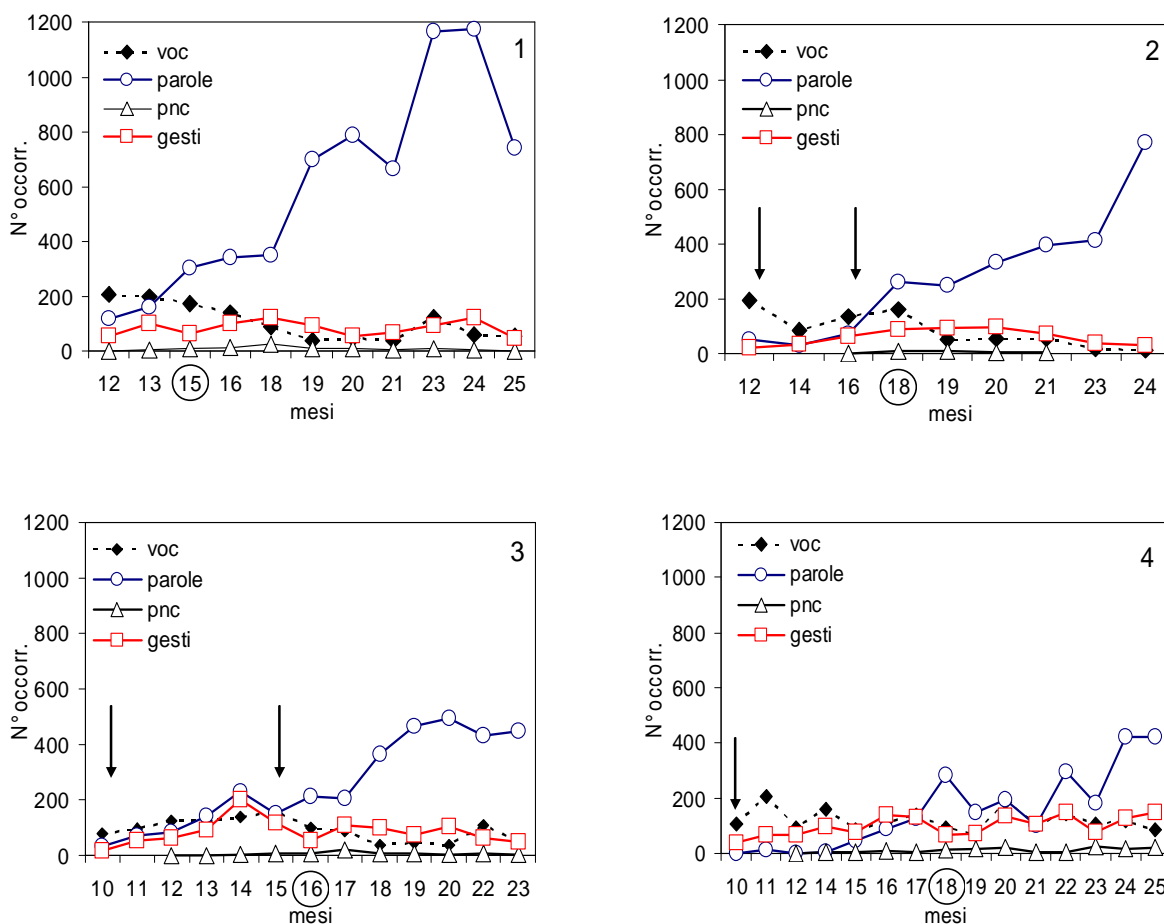 1
voc
parole
pnc
gesti
N°occorr.
1200
1000
800
600
400
200
0
12 13 15 16 18 19 20 21 23 24 25
mesi
2
voc
parole
pnc
gesti
N°occorr.
1200
1000
800
600
400
200
0
12 14 16 18 19 20 21 23 24
mesi
3
voc
parole
pnc
gesti
N°occorr.
1200
1000
800
600
400
200
0
10 11 12 13 14 15 16 17 18 19 20 22 23
mesi
4
voc
parole
pnc
gesti
N°occorr.
1200
1000
800
600
400
200
0
10 11 12 14 15 16 17 18 19 20 21 22 23 24 25
mesi